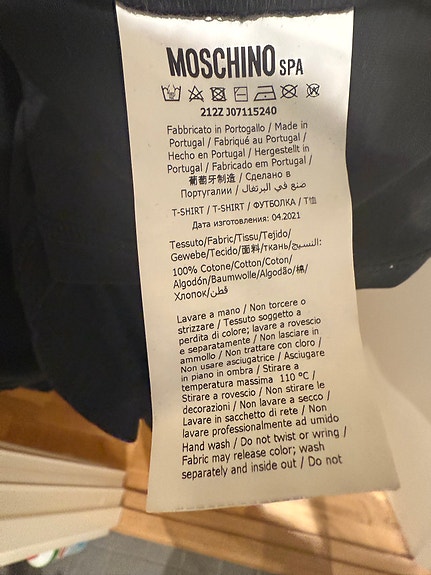 MOSCHINO SPA
212Z J07115240
Fabbricato in Portogallo / Made in
Portugal / Fabriqué au Portugal /
Hecho en Portugal / Hergestellt in
Portugal / Fabricado em Portugal /
葡萄牙制造 / Сделано в
Португалии / صنع في البرتغال
T-SHIRT / T-SHIRT / ФУТБОЛКА / T恤
Дата изготовления: 04.2021
Tessuto/Fabric/Tissu/Tejido/
Gewebe/Tecido/面料/ткань/النسيج:
100% Cotone/Cotton/Coton/
Algodón/Baumwolle/Algodão/棉/
Хлопок/قطن
Lavare a mano / Non torcere o
strizzare / Tessuto soggetto a
perdita di colore; lavare a rovescio
e separatamente / Non lasciare in
ammollo / Non trattare con cloro /
Non usare asciugatrice / Asciugare
in piano in ombra / Stirare a
temperatura massima 110 ºC /
Stirare a rovescio / Non stirare le
decorazioni / Non lavare a secco /
Lavare in sacchetto di rete / Non
lavare professionalmente ad umido
Hand wash / Do not twist or wring /
Fabric may release color; wash
separately and inside out / Do not